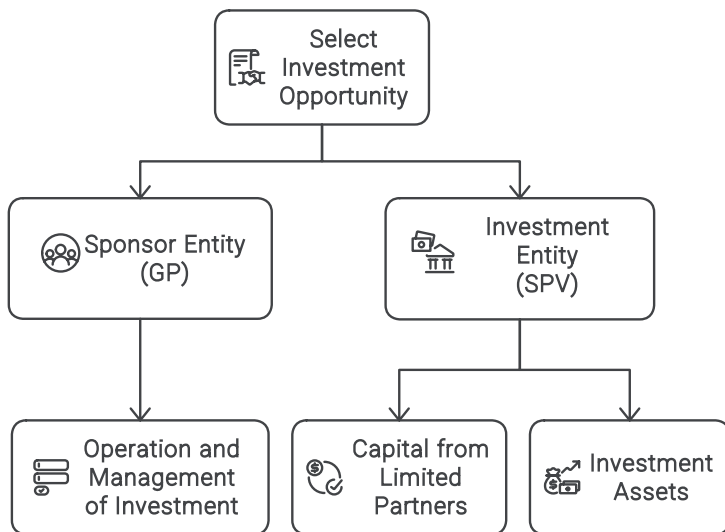 Select
Investment
Opportunity
Sponsor Entity
(GP)
Investment
Entity
(SPV)
Operation and
Management
of Investment
Capital from
Limited
Partners
Investment
Assets